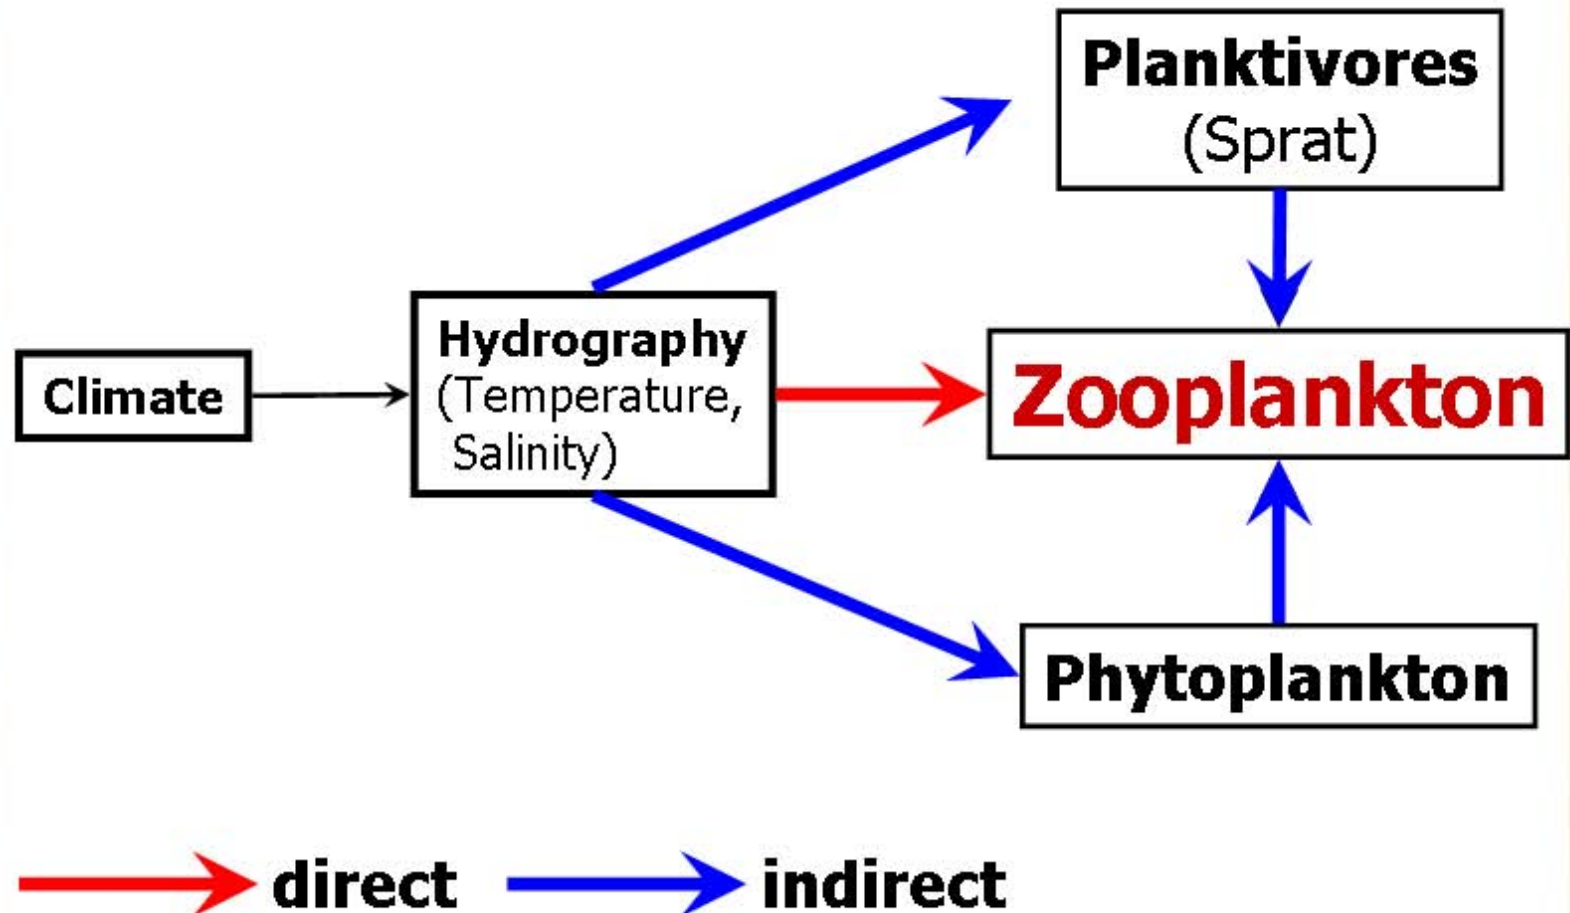 Planktivores
(Sprat)
Climate
Hydrography
(Temperature,
Salinity)
Zooplankton
Phytoplankton
direct
indirect